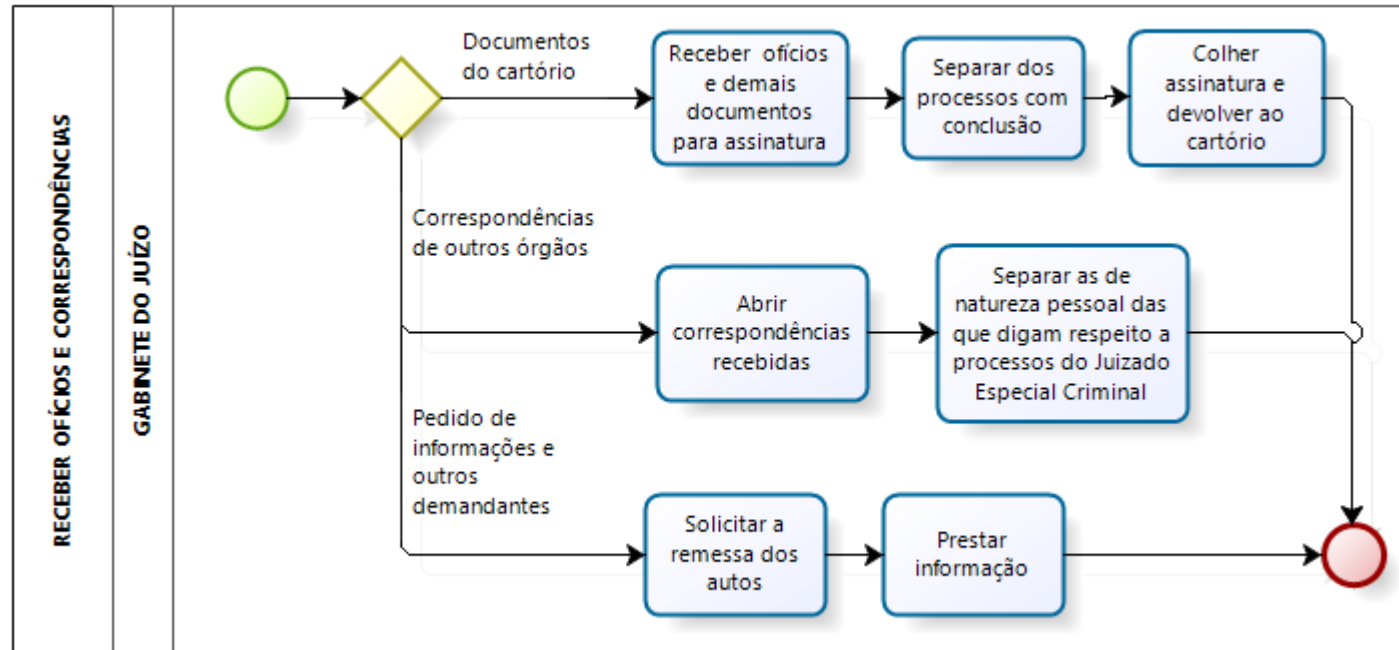 RECEBER OFÍCIOS E CORRESPONDÊNCIAS
GABINETE DO JUÍZO
Documentos
do cartório
Receber ofícios
e demais
documentos
para assinatura
Separar dos
processos com
conclusão
Colher
assinatura e
devolver ao
cartório
Correspondências
de outros órgãos
Abrir
correspondências
recebidas
Separar as de
natureza pessoal das
que digam respeito a
processos do Juizado
Especial Criminal
Pedido de
informações e
outros
demandantes
Solicitar a
remessa dos
autos
Prestar
informação